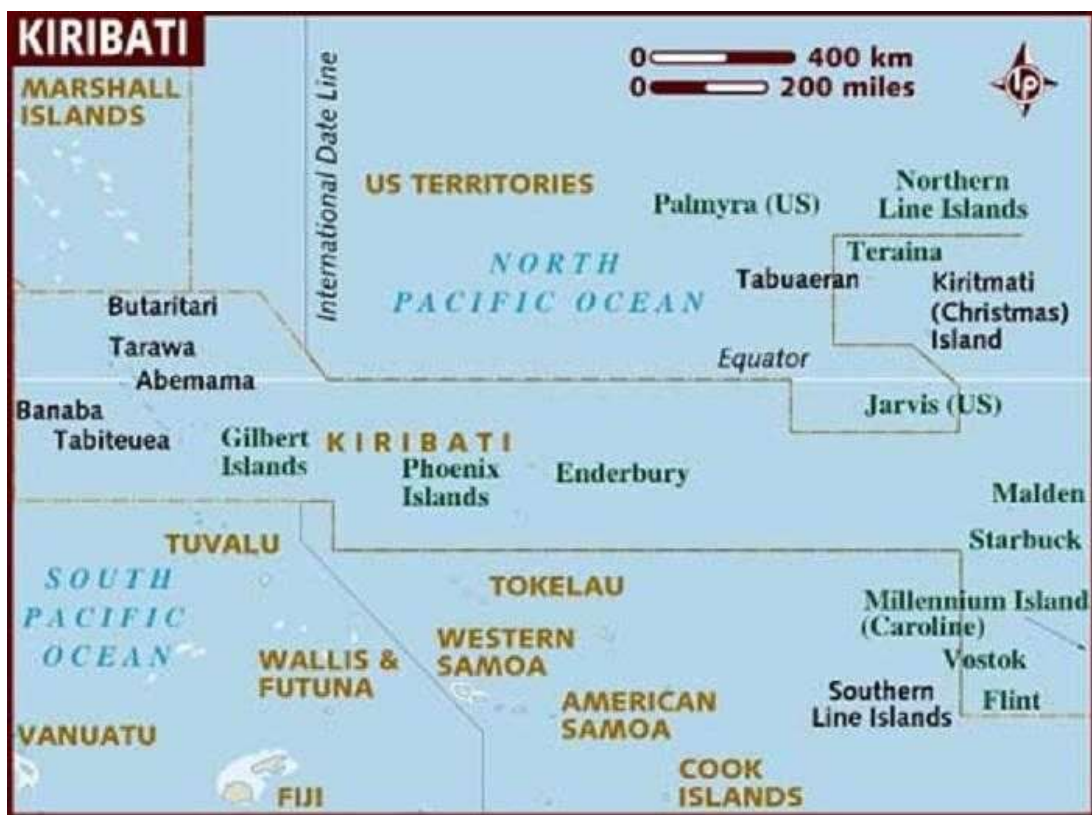 KIRIBATI
0 400 km
0 200 miles
LP
MARSHALL
ISLANDS
International Date Line
US TERRITORIES
Palmyra (US)
Northern
Line Islands
NORTH
PACIFIC OCEAN
Teraina
Tabuaeran
Kiritmati
(Christmas)
Island
Butaritari
Tarawa
Abemama
Equator
Banaba
Tabiteuea
Jarvis (US)
Gilbert
Islands
KIRIBATI
Phoenix
Islands
Enderbury
Malden
Starbuck
TUVALU
SOUTH
PACIFIC
OCEAN
TOKELAU
Millennium Island
(Caroline)
WESTERN
SAMOA
WALLIS &
FUTUNA
Vostok
Southern
Line Islands
Flint
AMERICAN
SAMOA
VANUATU
FIJI
COOK
ISLANDS